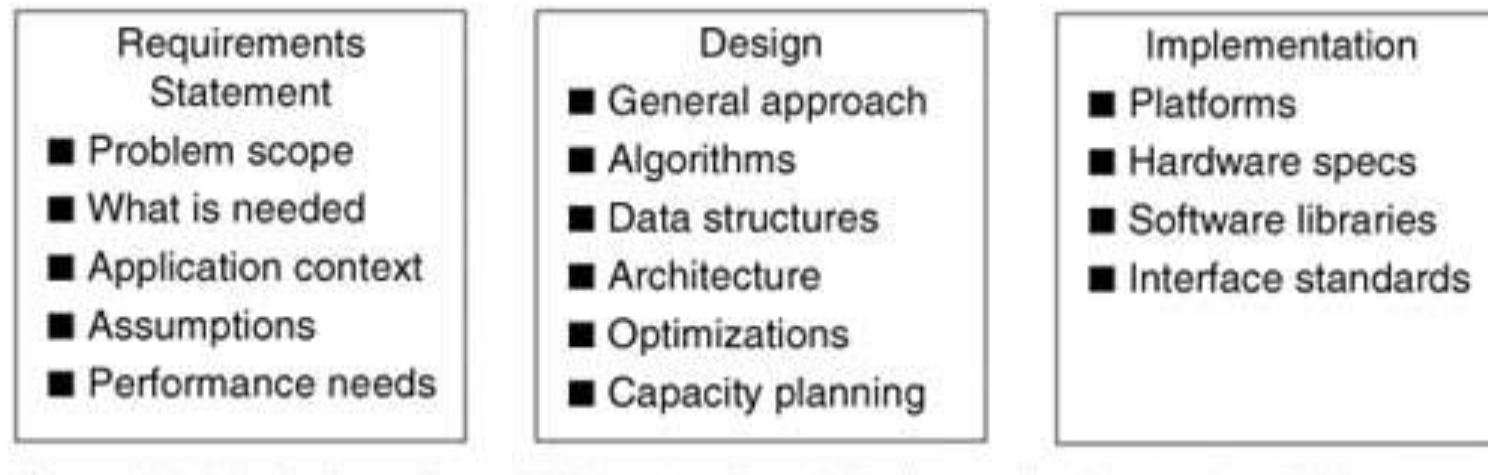 Requirements
Statement
■ Problem scope
■ What is needed
■ Application context
■ Assumptions
■ Performance needs
Design
■ General approach
■ Algorithms
■ Data structures
■ Architecture
■ Optimizations
■ Capacity planning
Implementation
■ Platforms
■ Hardware specs
■ Software libraries
■ Interface standards